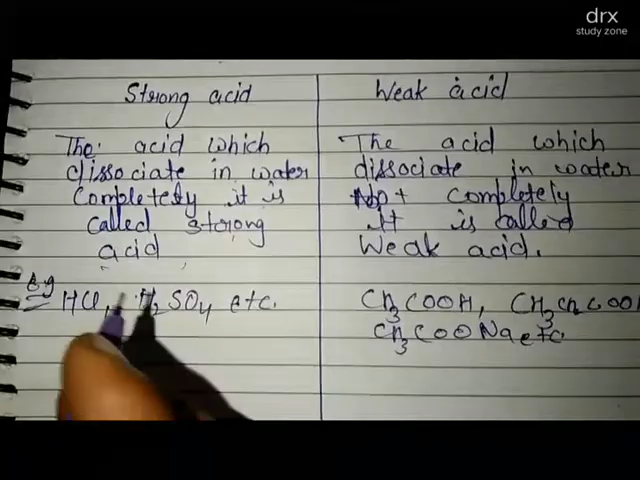 drx
study zone
Strong acid
The acid which
dissociate in water
completely it is
called strong
acid
Eg HCl, H₂SO₄ etc.
Weak acid
The acid which
dissociate in water
Not completely
it is called
Weak acid.
CH₃COOH, CH₃CH₂COOH
CH₃COONa etc